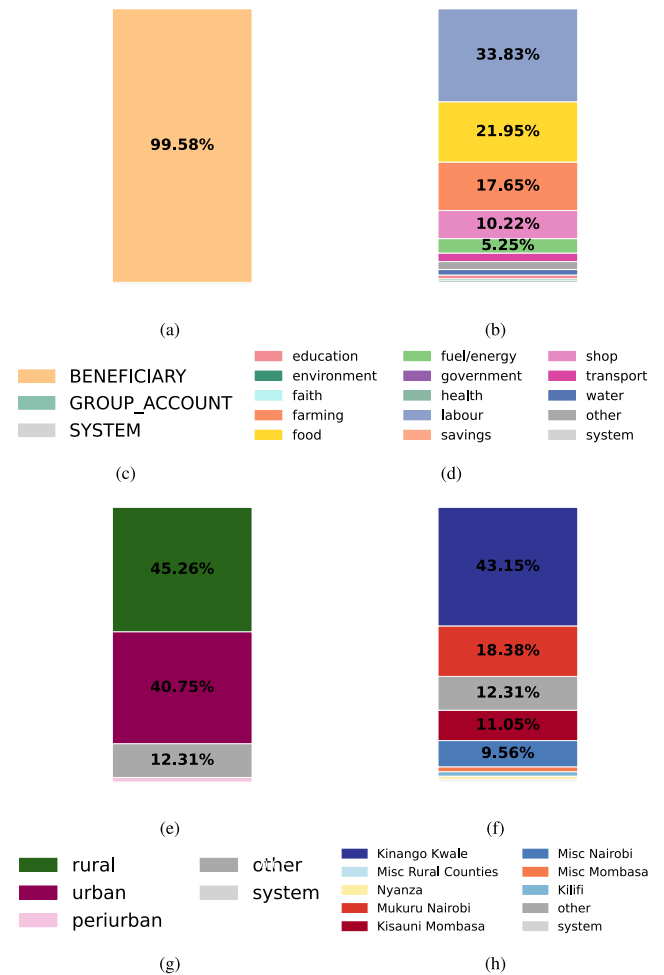 99.58%
33.83%
21.95%
17.65%
10.22%
5.25%
(a)
(b)
BENEFICIARY
GROUP_ACCOUNT
SYSTEM
education
environment
faith
farming
food
fuel/energy
government
health
labour
savings
shop
transport
water
other
system
(c)
(d)
45.26%
40.75%
12.31%
43.15%
18.38%
12.31%
11.05%
9.56%
(e)
(f)
rural
urban
periurban
other
system
Kinango Kwale
Misc Rural Counties
Nyanza
Mukuru Nairobi
Kisauni Mombasa
Misc Nairobi
Misc Mombasa
Kilifi
other
system
(g)
(h)